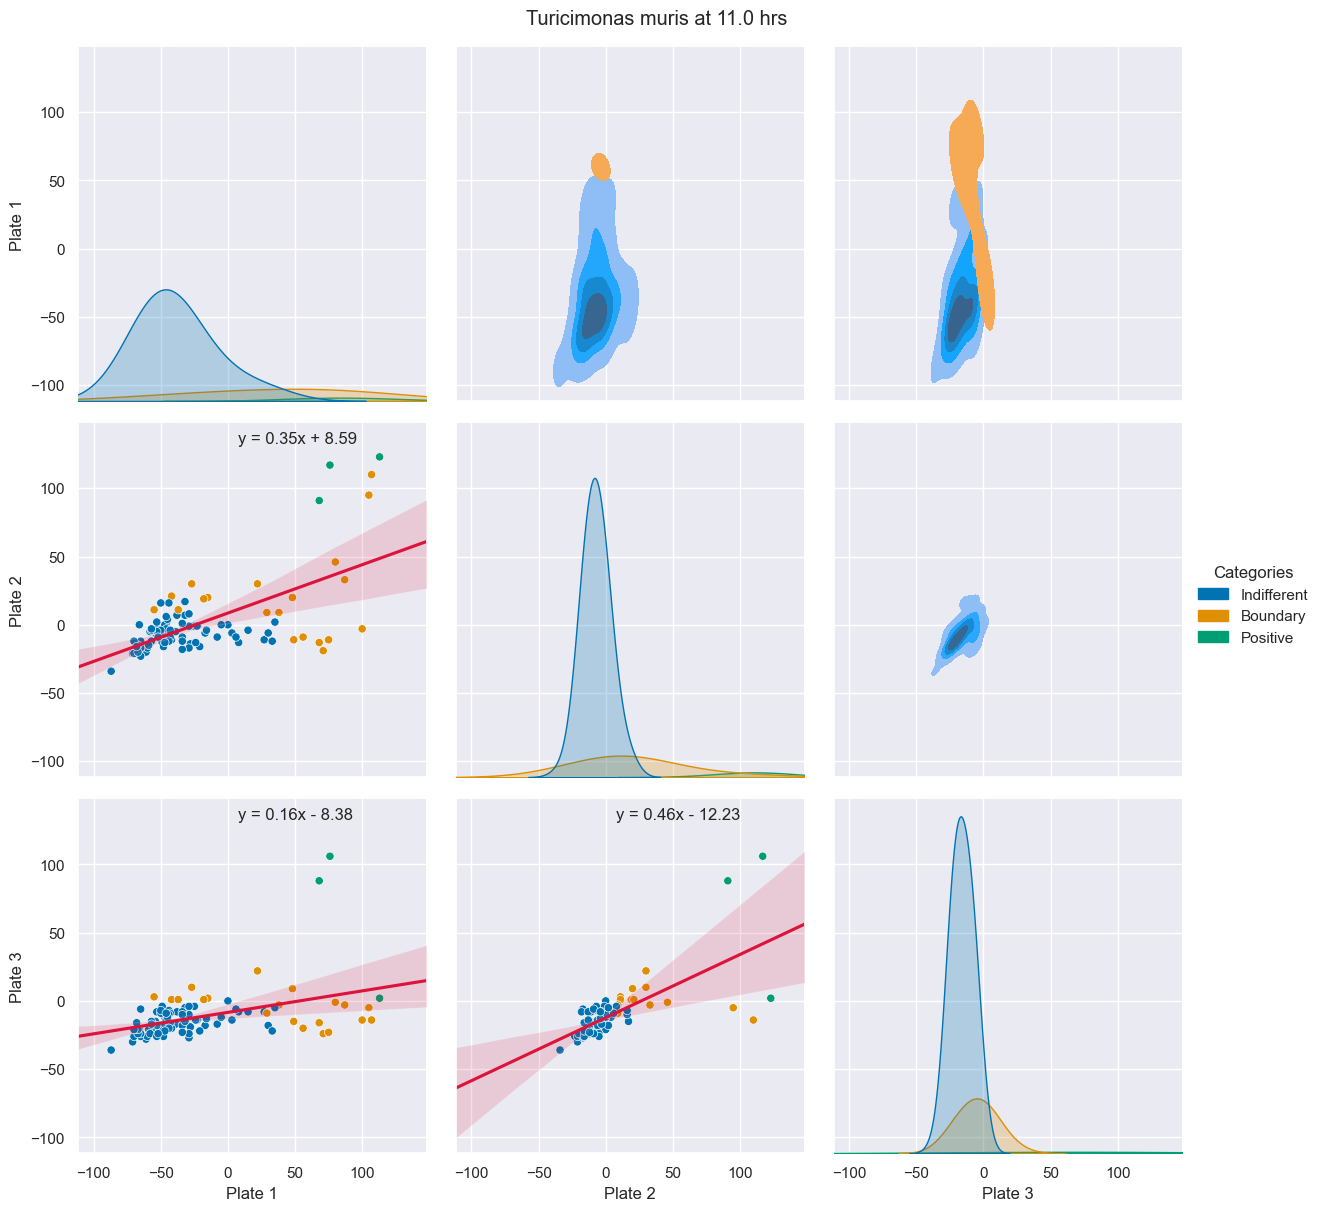 Turicimonas muris at 11.0 hrs
100
50
0
−50
−100
Plate 1
y = 0.35x + 8.59
100
50
0
−50
−100
Plate 2
Categories
Indifferent
Boundary
Positive
y = 0.16x - 8.38
y = 0.46x - 12.23
100
50
0
−50
−100
Plate 3
−100 −50 0 50 100
−100 −50 0 50 100
−100 −50 0 50 100
Plate 1
Plate 2
Plate 3